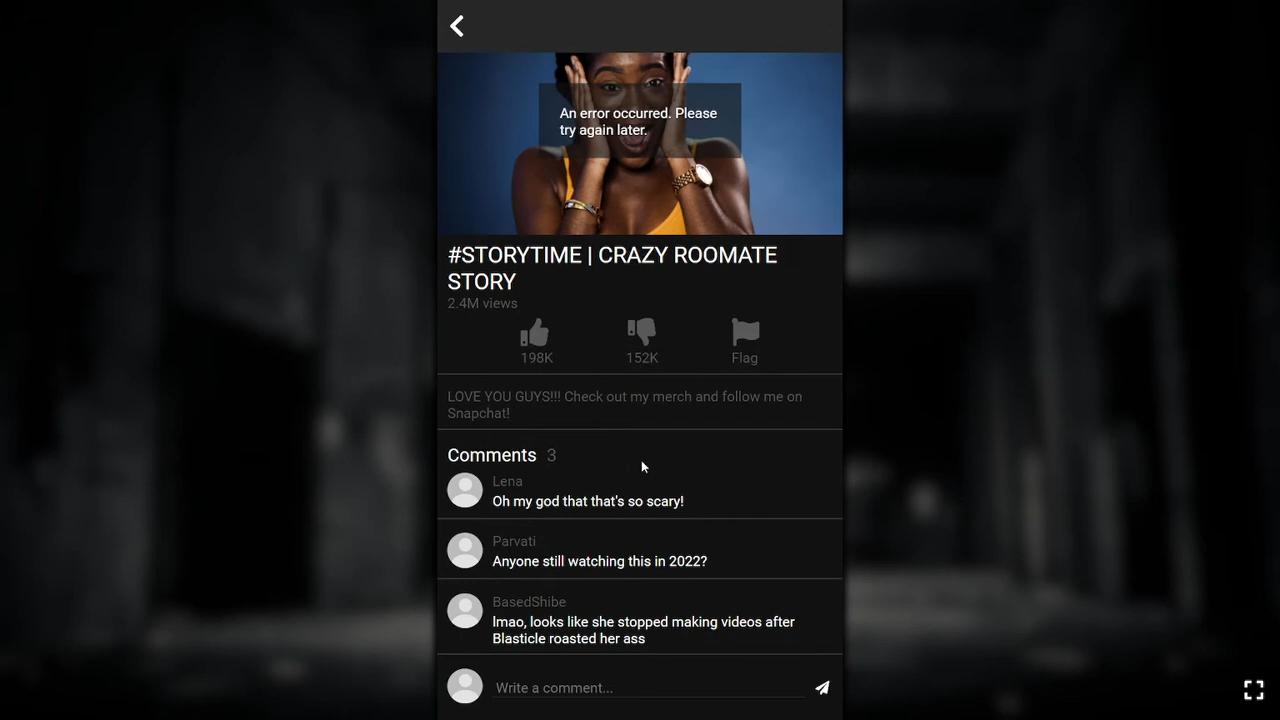 An error occurred. Please
try again later.
#STORYTIME | CRAZY ROOMATE
STORY
2.4M views
198K
152K
Flag
LOVE YOU GUYS!!! Check out my merch and follow me on
Snapchat!
Comments 3
Lena
Oh my god that that's so scary!
Parvati
Anyone still watching this in 2022?
BasedShibe
lmao, looks like she stopped making videos after
Blasticle roasted her ass
Write a comment...